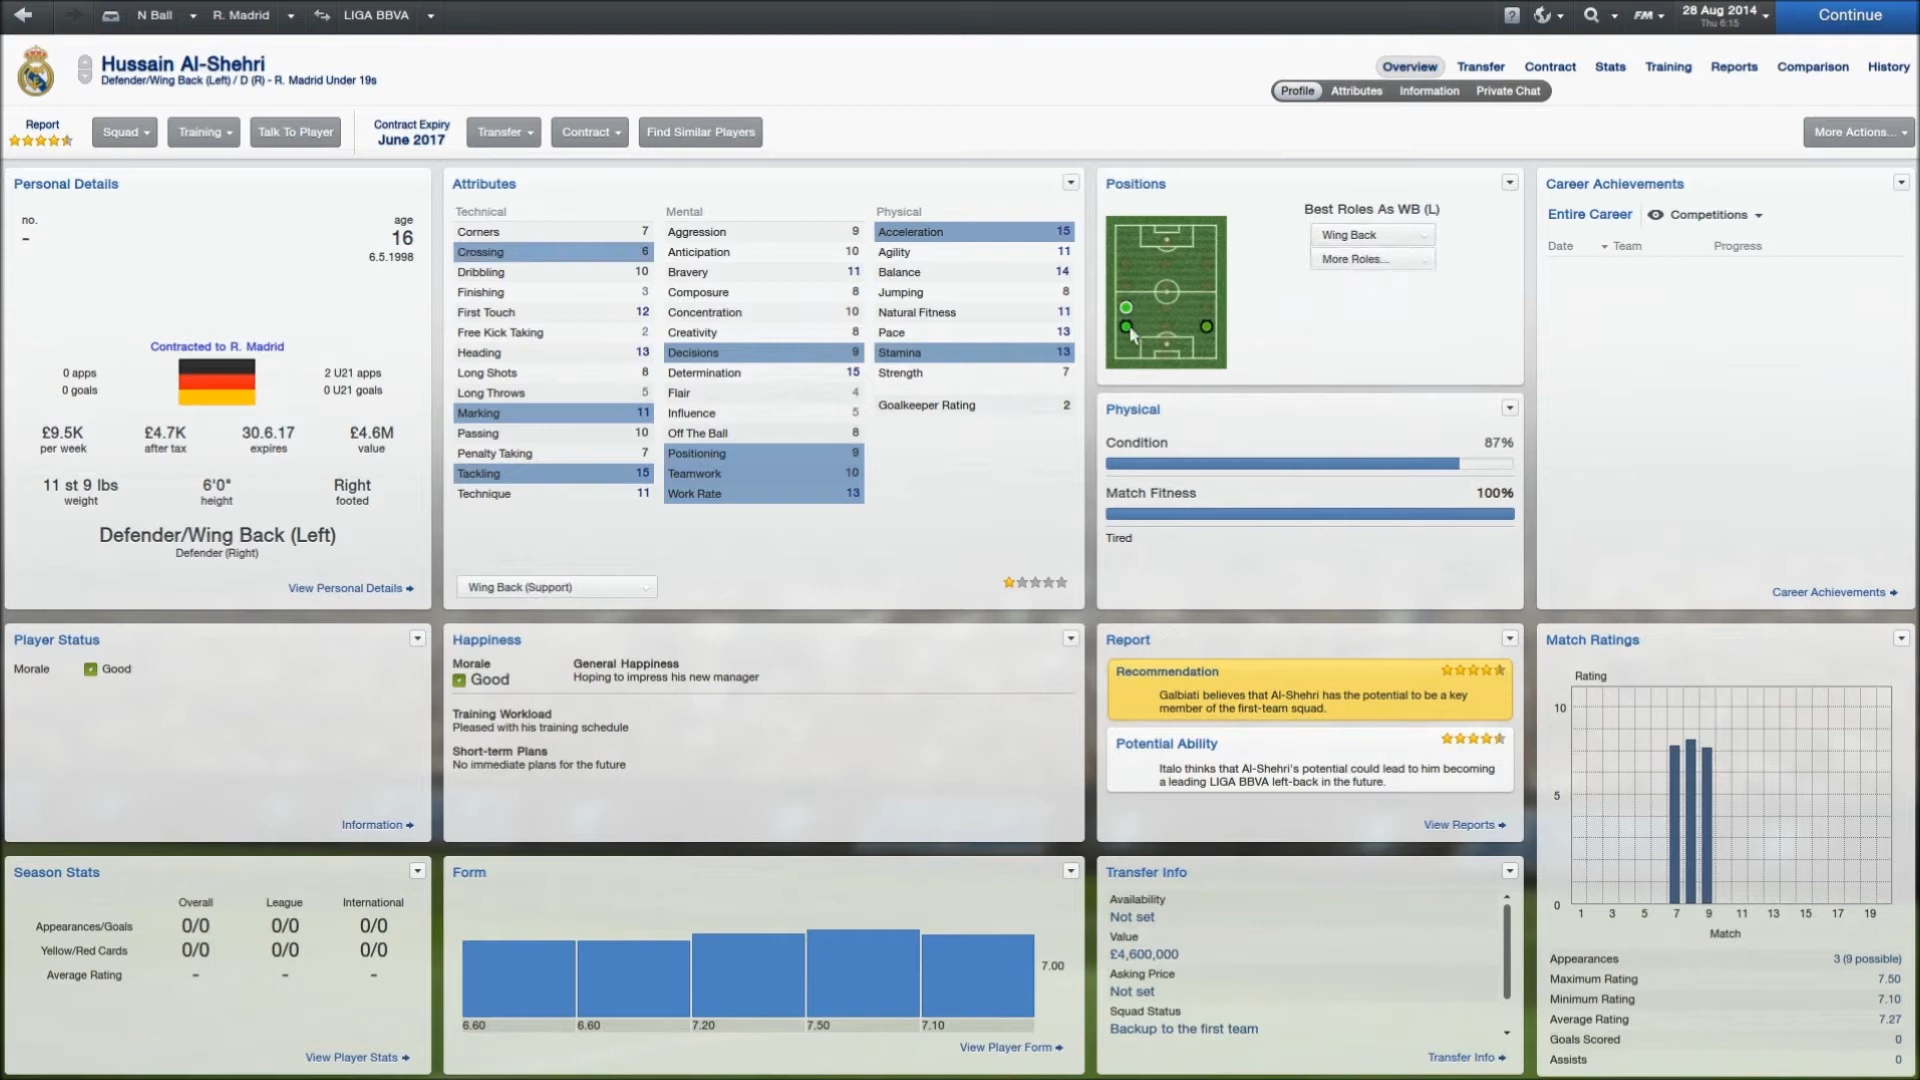 N Ball
R. Madrid
LIGA BBVA
28 Aug 2014
Thu 6:15
Continue
Hussain Al-Shehri
Defender/Wing Back (Left) / D (R) - R. Madrid Under 19s
Overview Transfer Contract Stats Training Reports Comparison History
Profile Attributes Information Private Chat
Report
Squad Training Talk To Player
Contract Expiry
June 2017
Transfer Contract Find Similar Players
More Actions...
Personal Details
no.
-
age
16
6.5.1998
Contracted to R. Madrid
0 apps
0 goals
2 U21 apps
0 U21 goals
£9.5K £4.7K 30.6.17 £4.6M
per week after tax expires value
11 st 9 lbs 6'0" Right
weight height footed
Defender/Wing Back (Left)
Defender (Right)
View Personal Details
Attributes
Technical Mental Physical
Corners 7 Aggression 9 Acceleration 15
Crossing 6 Anticipation 10 Agility 11
Dribbling 10 Bravery 11 Balance 14
Finishing 3 Composure 8 Jumping 8
First Touch 12 Concentration 10 Natural Fitness 11
Free Kick Taking 2 Creativity 8 Pace 13
Heading 13 Decisions 9 Stamina 13
Long Shots 8 Determination 15 Strength 7
Long Throws 5 Flair 4
Marking 11 Influence 5 Goalkeeper Rating 2
Passing 10 Off The Ball 8
Penalty Taking 7 Positioning 9
Tackling 15 Teamwork 10
Technique 11 Work Rate 13
Wing Back (Support)
Positions
Best Roles As WB (L)
Wing Back
More Roles...
Physical
Condition 87%
Match Fitness 100%
Tired
Career Achievements
Entire Career Competitions
Date Team Progress
Career Achievements
Player Status
Morale Good
Information
Happiness
Morale
Good
General Happiness
Hoping to impress his new manager
Training Workload
Pleased with his training schedule
Short-term Plans
No immediate plans for the future
Report
Recommendation
Galbiati believes that Al-Shehri has the potential to be a key
member of the first-team squad.
Potential Ability
Italo thinks that Al-Shehri's potential could lead to him becoming
a leading LIGA BBVA left-back in the future.
View Reports
Match Ratings
Rating
10
5
0
1 3 5 7 9 11 13 15 17 19
Match
Appearances 3 (9 possible)
Maximum Rating 7.50
Minimum Rating 7.10
Average Rating 7.27
Goals Scored 0
Assists 0
Season Stats
Overall League International
Appearances/Goals 0/0 0/0 0/0
Yellow/Red Cards 0/0 0/0 0/0
Average Rating - - -
View Player Stats
Form
7.00
6.60 6.60 7.20 7.50 7.10
View Player Form
Transfer Info
Availability
Not set
Value
£4,600,000
Asking Price
Not set
Squad Status
Backup to the first team
Transfer Info
? FM